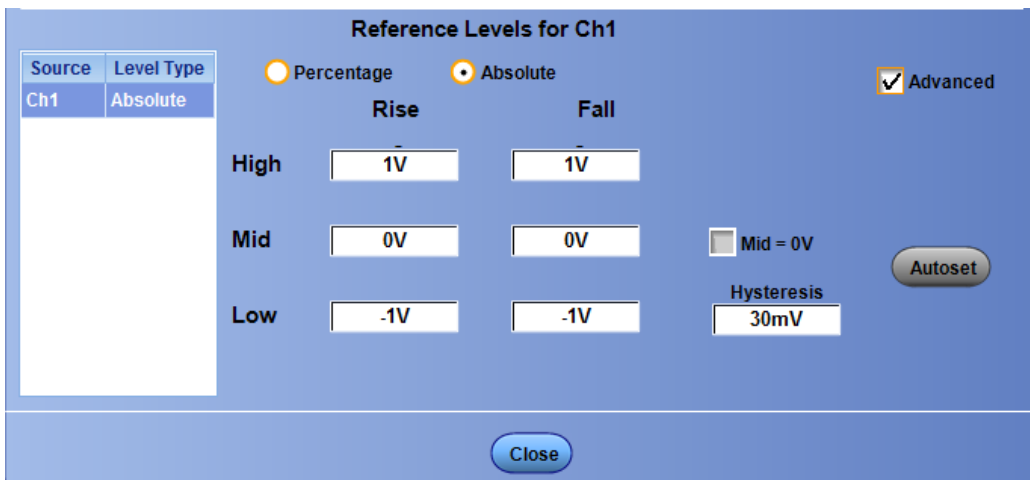 Reference Levels for Ch1
Source Level Type
Ch1 Absolute
Percentage Absolute
Advanced
Rise Fall
High 1V 1V
Mid 0V 0V Mid = 0V
Autoset
Hysteresis
Low -1V -1V 30mV
Close